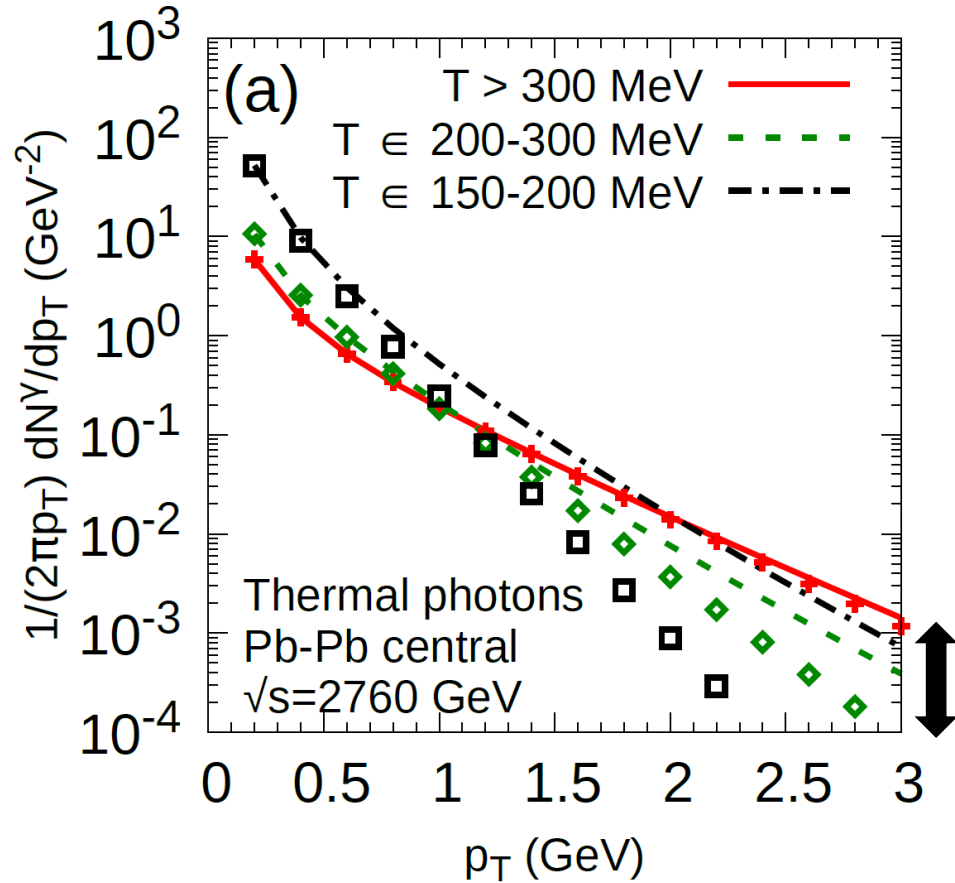 10^3
10^2
10^1
10^0
10^-1
10^-2
10^-3
10^-4
1/(2πp_T) dN^γ/dp_T (GeV^-2)
(a)
T > 300 MeV
T ∈ 200-300 MeV
T ∈ 150-200 MeV
Thermal photons
Pb-Pb central
√s=2760 GeV
0 0.5 1 1.5 2 2.5 3
p_T (GeV)